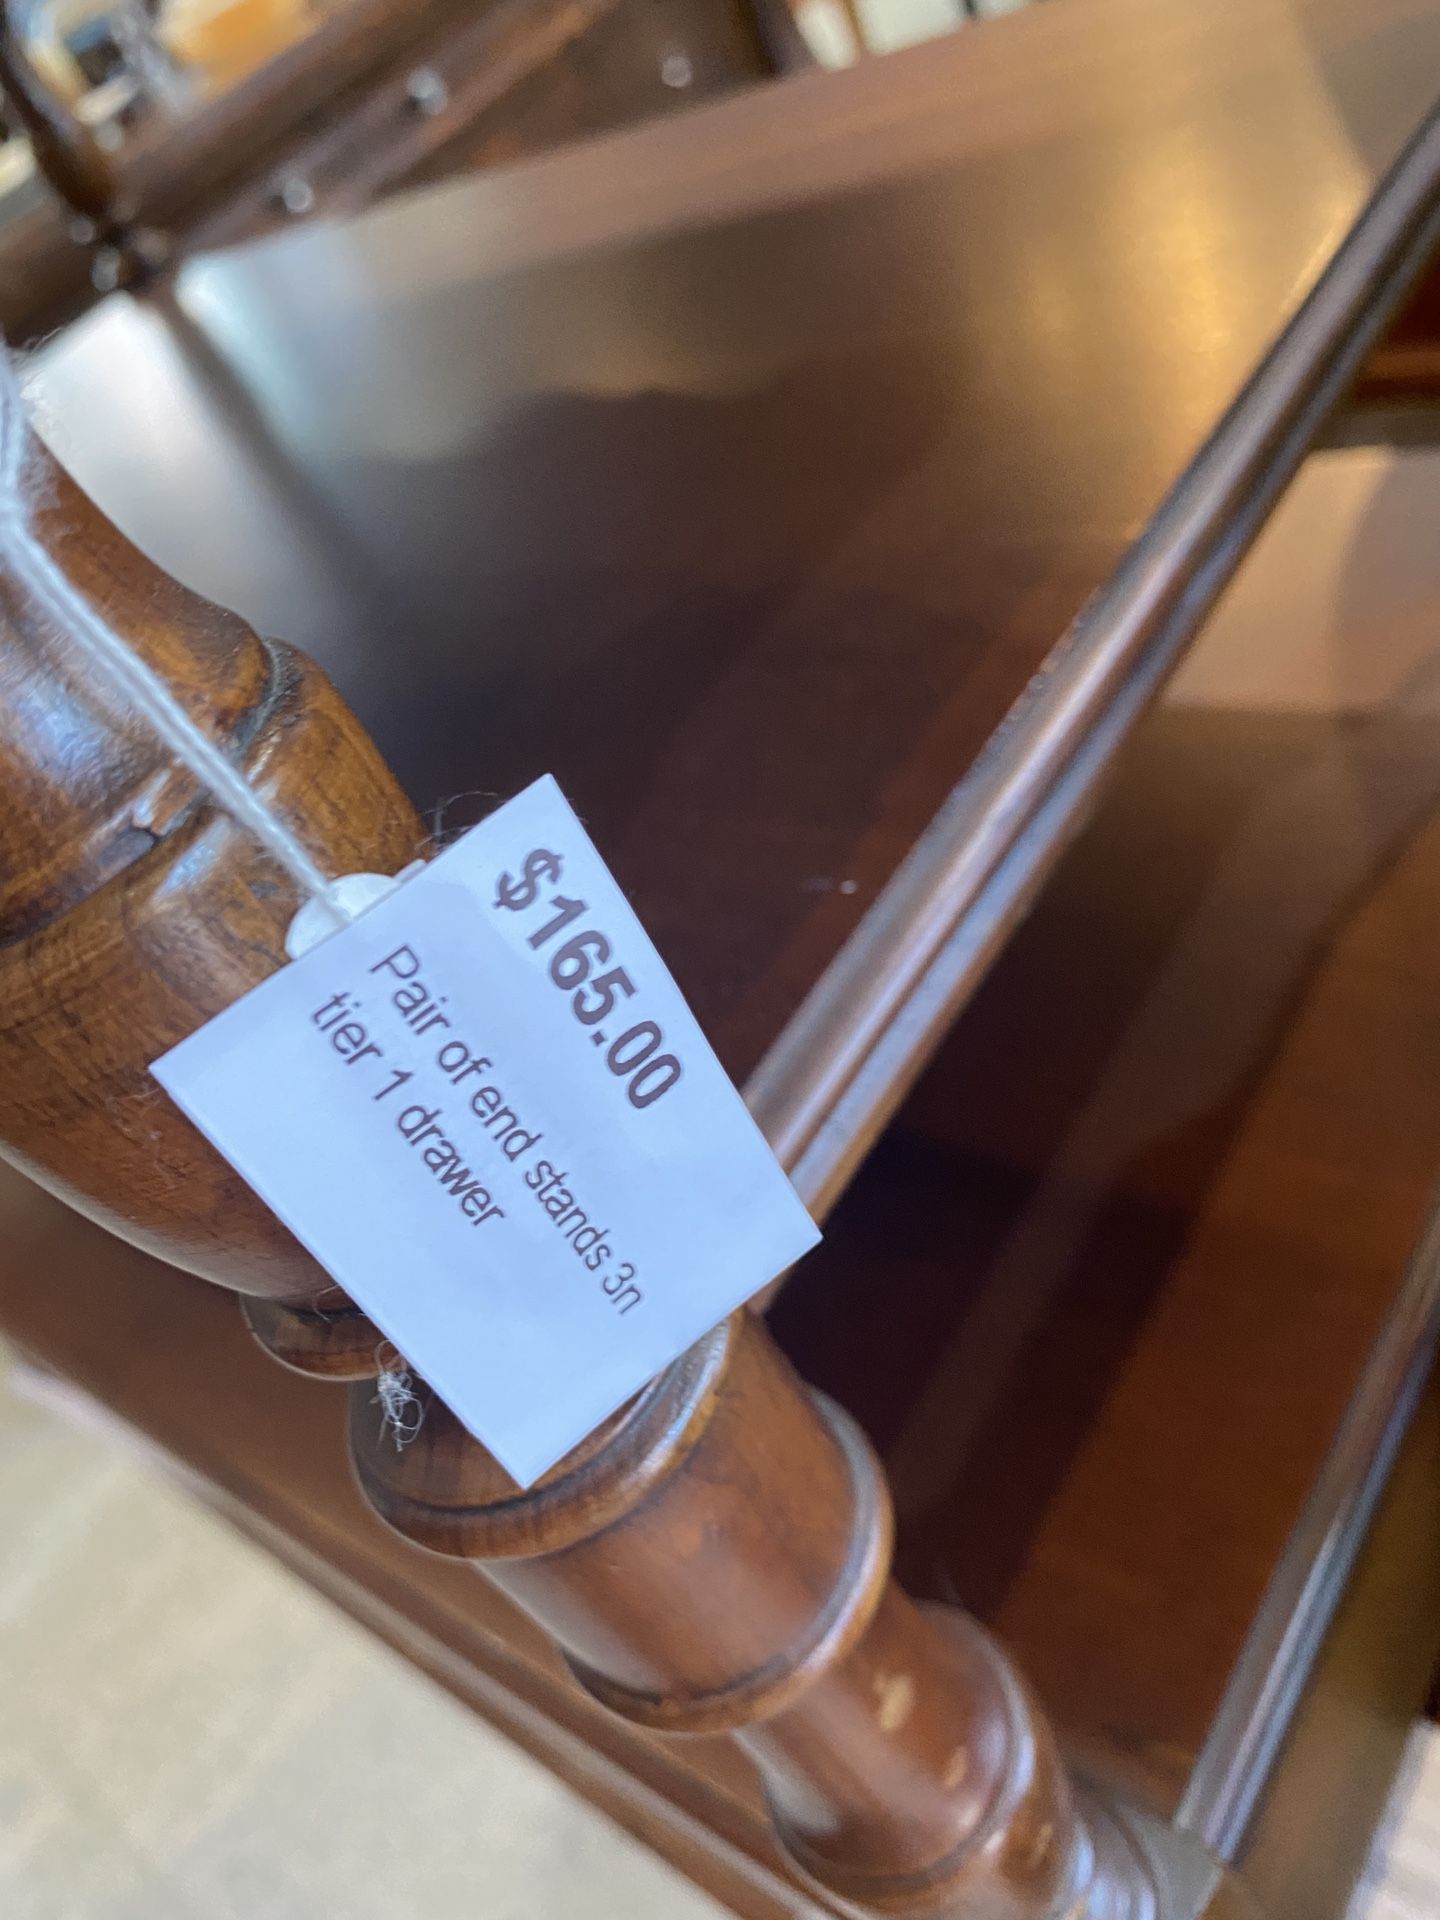 $165.00
Pair of end stands 3n
tier 1 drawer